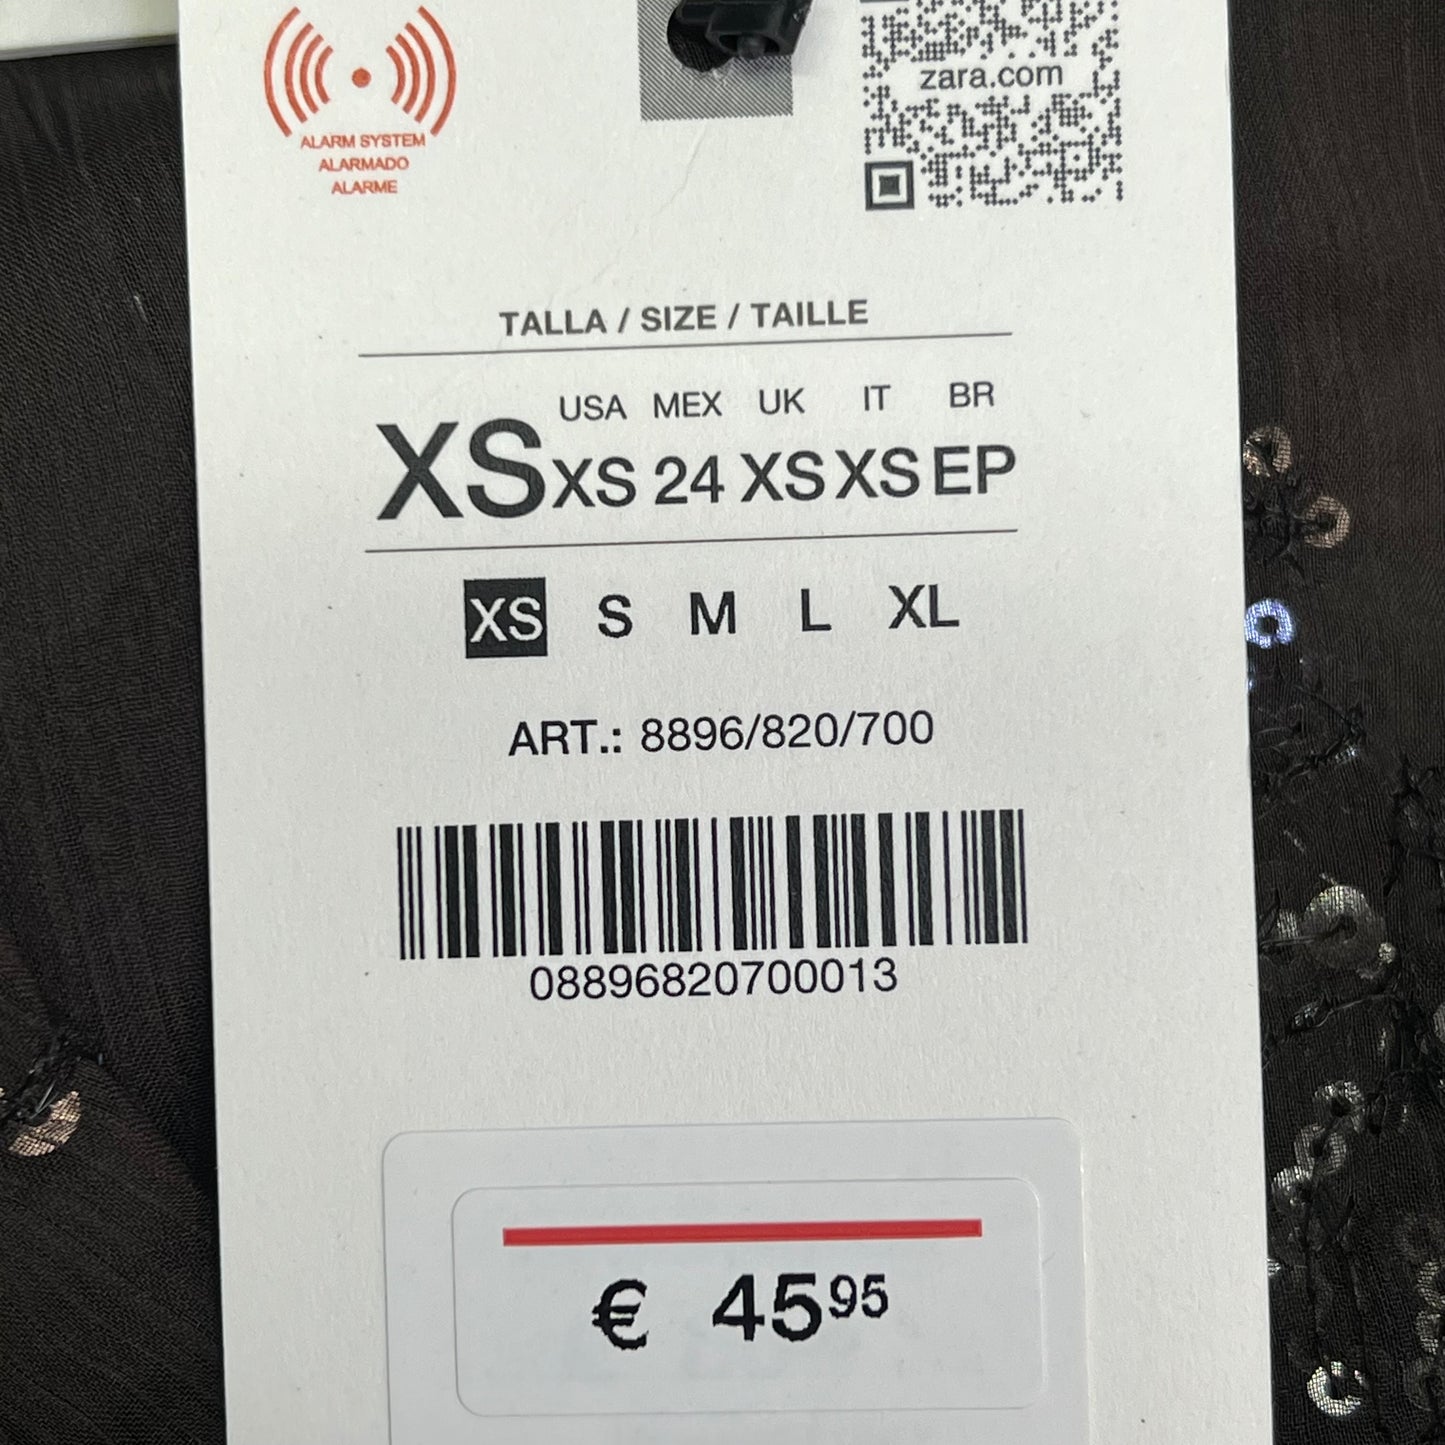 ALARM SYSTEM
ALARMADO
ALARME
zara.com
TALLA / SIZE / TAILLE
USA MEX UK IT BR
XS XS 24 XS XS EP
XS S M L XL
ART.: 8896/820/700
08896820700013
€ 45 95